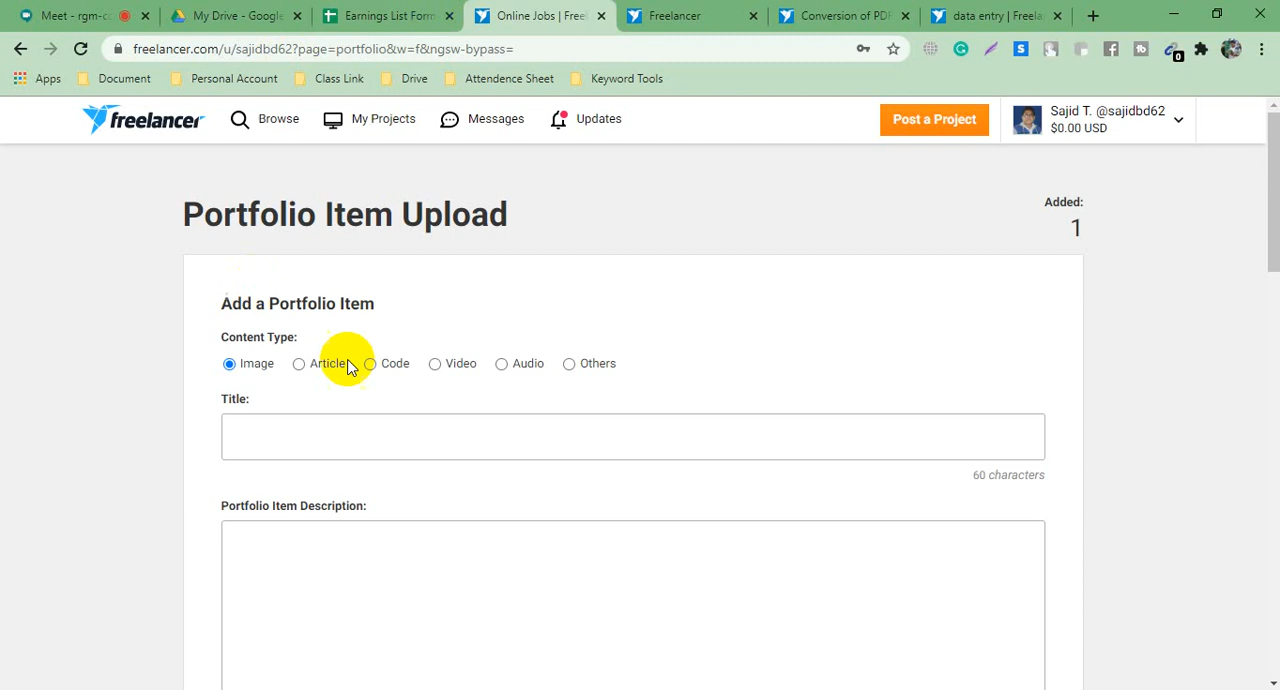 Meet - rgm-co
My Drive - Google
Earnings List Form
Online Jobs | Free
Freelancer
Conversion of PDF
data entry | Freela
freelancer.com/u/sajidbd62?page=portfolio&w=f&ngsw-bypass=
0
Apps
Document
Personal Account
Class Link
Drive
Attendence Sheet
Keyword Tools
freelancer
Browse
My Projects
Messages
Updates
Post a Project
Sajid T. @sajidbd62
$0.00 USD
Portfolio Item Upload
Added:
1
Add a Portfolio Item
Content Type:
Image
Article
Code
Video
Audio
Others
Title:
60 characters
Portfolio Item Description: